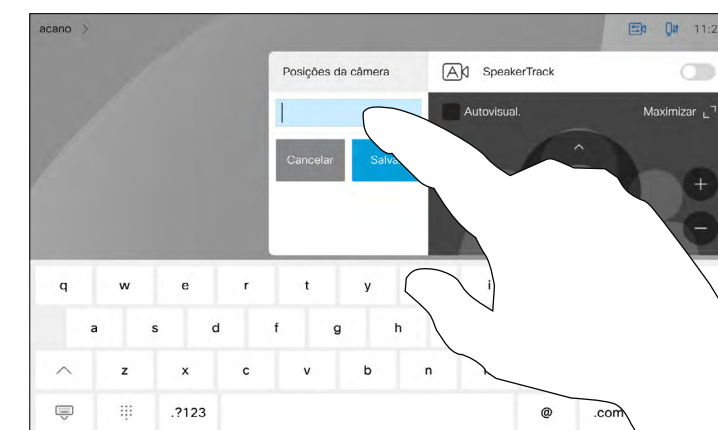 acano
11:2
Posições da câmera
SpeakerTrack
Autovisual.
Maximizar
Cancelar
Salva
q w e r t y i
a s d f g h
z x c v b n
.?123 @ .com